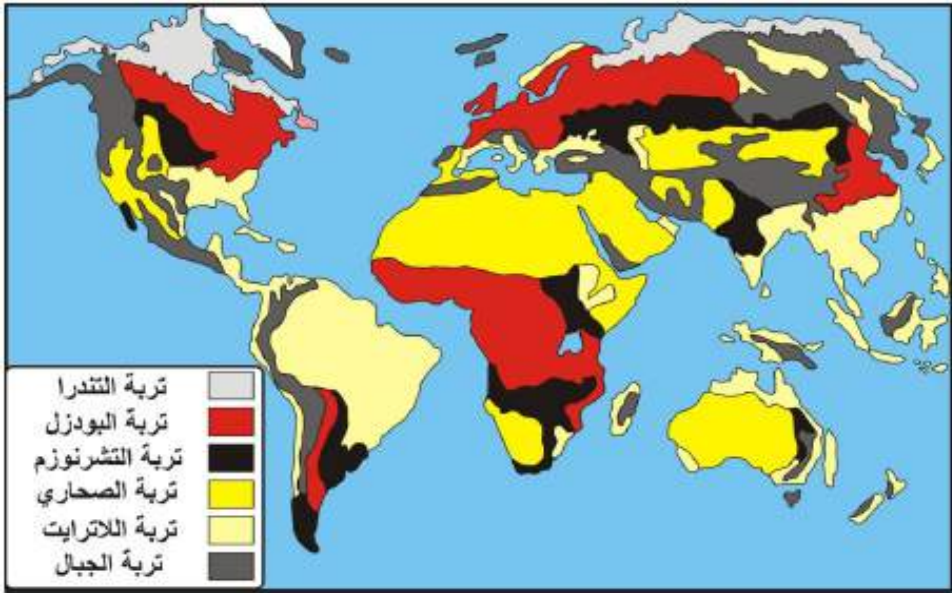 تربة التندرا
تربة البودزل
تربة التشرنوزم
تربة الصحاري
تربة اللاترايت
تربة الجبال